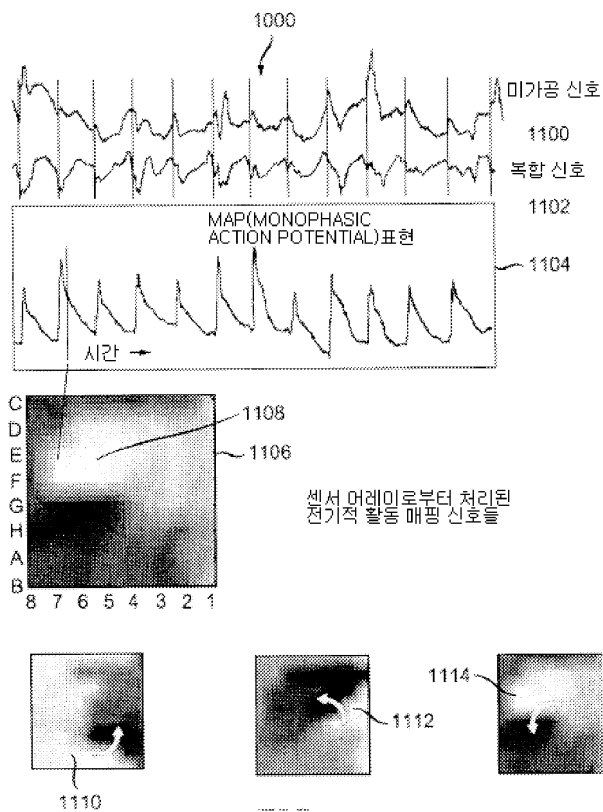 1000
미가공 신호
1100
복합 신호
1102
MAP(MONOPHASIC
ACTION POTENTIAL)표현
1104
시간
C
D
E
F
G
H
A
B
8 7 6 5 4 3 2 1
1108
1106
센서 어레이로부터 처리된
전기적 활동 매핑 신호들
1110
1112
1114